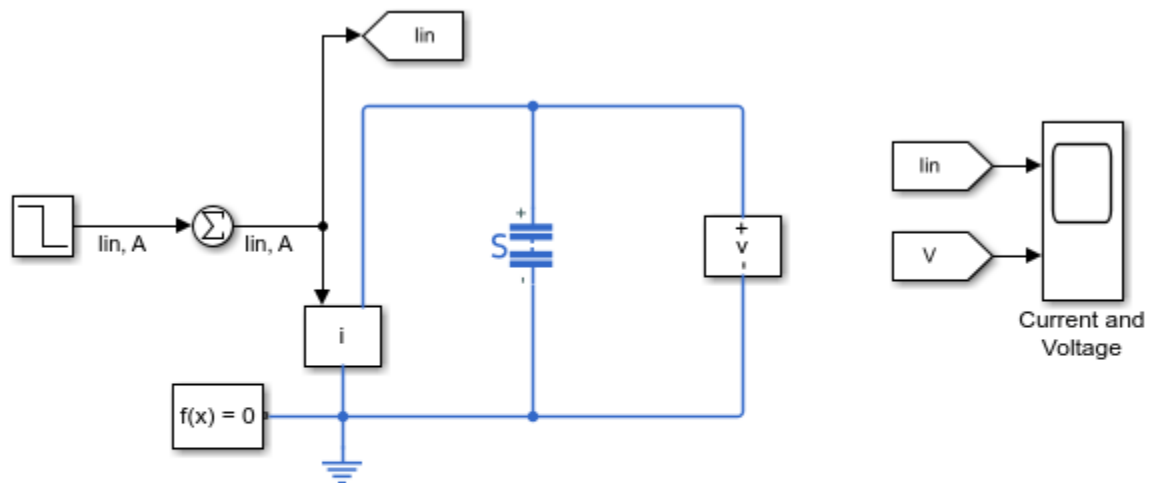 Iin
Iin, A
Σ
Iin, A
S
+
-
+
v
-
i
f(x) = 0
Iin
V
Current and
Voltage